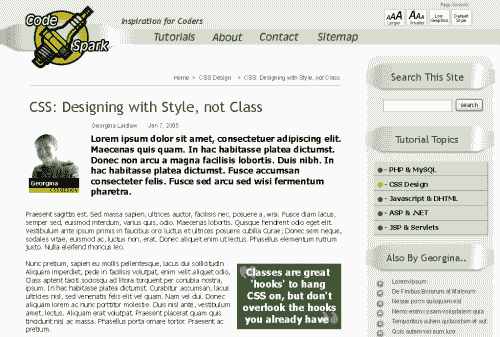 Page Controls
Code Spark
Inspiration for Coders
AAA Larger
AAA Smaller
Low Graphics
Default Style
Tutorials About Contact Sitemap
Home > CSS Design > CSS: Designing with Style, not Class
Search This Site
search
CSS: Designing with Style, not Class
Georgina Laidlaw Jan 7, 2005
Lorem ipsum dolor sit amet, consectetuer adipiscing elit.
Maecenas quis quam. In hac habitasse platea dictumst.
Donec non arcu a magna facilisis lobortis. Duis nibh. In
hac habitasse platea dictumst. Fusce accumsan
consecteter felis. Fusce sed arcu sed wisi fermentum
pharetra.
Georgina
CSS DESIGN
Praesent sagittis est. Sed massa sapien, ultrices auctor, facilisis nec, posuere a, wisi. Fusce diam lacus,
semper sed, euismod interdum, varius quis, odio. Maecenas lobortis. Quisque hendrerit odio eget elit.
Vestibulum ante ipsum primis in faucibus orci luctus et ultrices posuere cubilia Curae; Donec sem neque,
sodales vitae, euismod ac, luctus non, erat. Donec aliquet enim ut lectus. Phasellus elementum rutrum
justo. Nulla eleifend rhoncus leo.
Nunc pretium, sapien eu mollis pellentesque, lacus dui sollicitudin
Aliquam imperdiet, pede in facilisis volutpat, enim velit aliquet odio,
Class aptent taciti sociosqu ad litora torquent per conubia nostra,
ipsum. In hac habitasse platea dictumst. Curabitur accumsan, lacus
ultricies nisl, sed venenatis felis elit vel quam. Nam vel dui. Donec
aliquam lorem ac nunc porttitor molestie. Duis nisl ante, vestibulum
amet, lectus. Aliquam erat volutpat. Praesent placerat quam quis
tincidunt nisl ac massa. Phasellus porta ornare tortor. Praesent ac
pretium.
Classes are great
'hooks' to hang
CSS on, but don't
overlook the hooks
you already have
Tutorial Topics
- PHP & MySQL
- CSS Design
- Javascript & DHTML
- ASP & .NET
- JSP & Servlets
Also By Georgina..
Lorem Ipsum
De Finibus Bonorum at Malorum
Neque porro quisquam est
Nemo enimi psam voluptatem quia
Temporibus autem quibusdam et aut
Quis autem vel eum iure